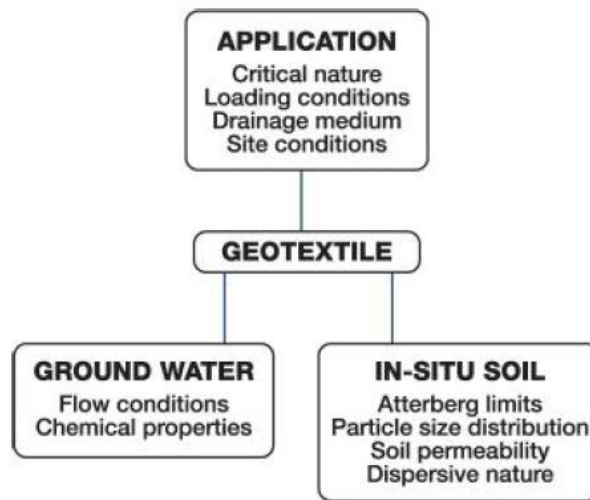 APPLICATION
Critical nature
Loading conditions
Drainage medium
Site conditions
GEOTEXTILE
GROUND WATER
Flow conditions
Chemical properties
IN-SITU SOIL
Atterberg limits
Particle size distribution
Soil permeability
Dispersive nature